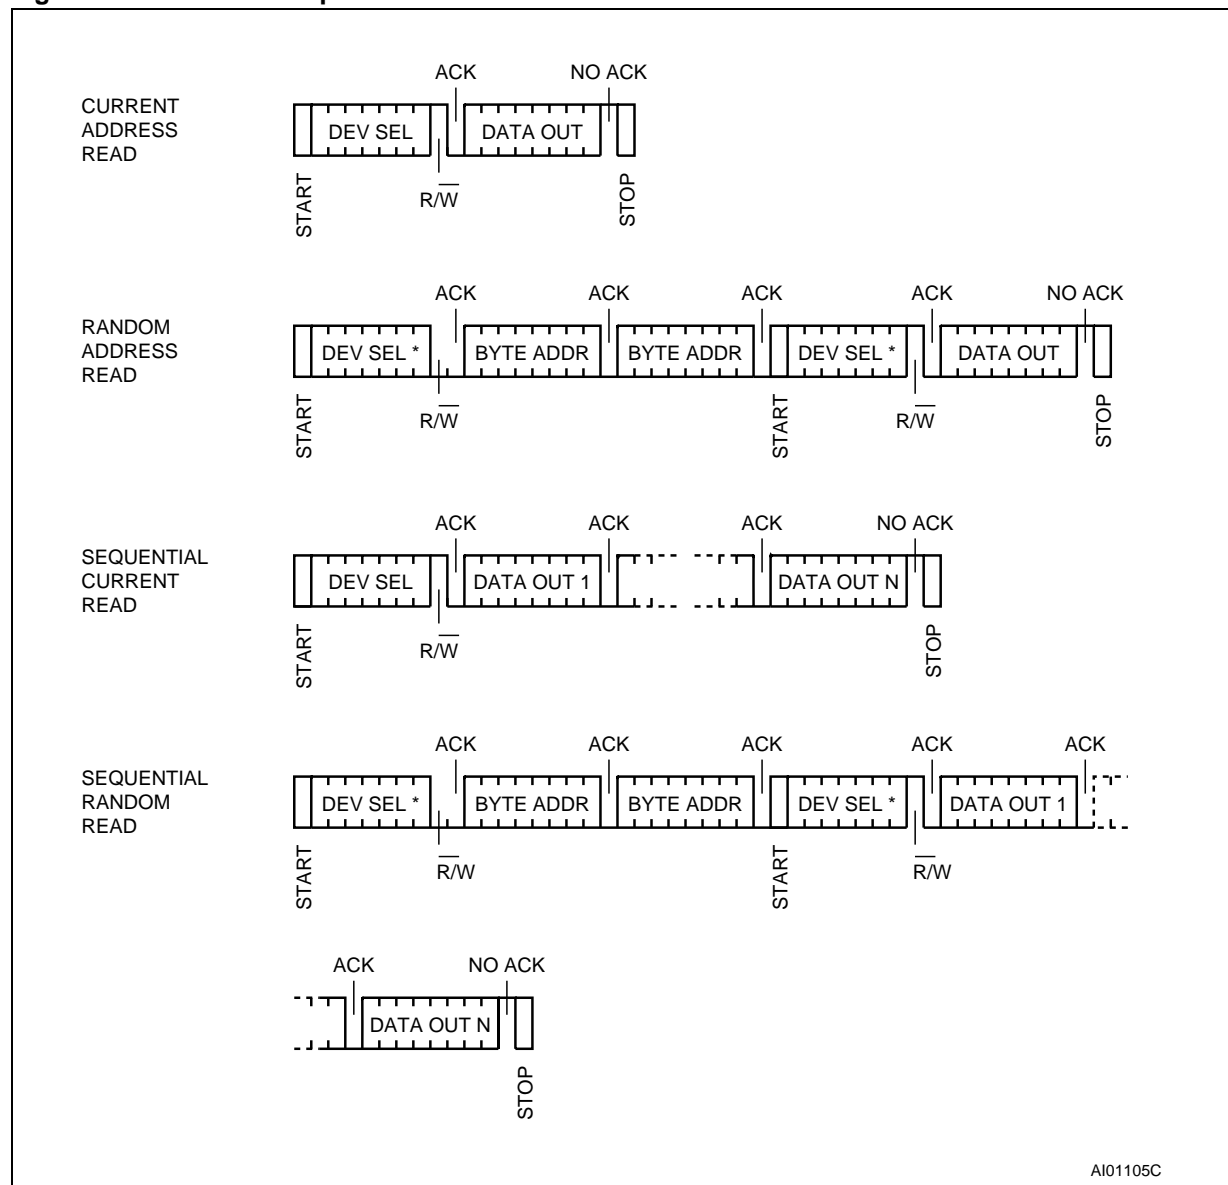 ACK NO ACK
CURRENT
ADDRESS
READ
DEV SEL DATA OUT
START R/W STOP
ACK ACK ACK ACK NO ACK
RANDOM
ADDRESS
READ
DEV SEL * BYTE ADDR BYTE ADDR DEV SEL * DATA OUT
START R/W START R/W STOP
ACK ACK ACK NO ACK
SEQUENTIAL
CURRENT
READ
DEV SEL DATA OUT 1 DATA OUT N
START R/W STOP
ACK ACK ACK ACK ACK
SEQUENTIAL
RANDOM
READ
DEV SEL * BYTE ADDR BYTE ADDR DEV SEL * DATA OUT 1
START R/W START R/W
ACK NO ACK
DATA OUT N
STOP
AI01105C